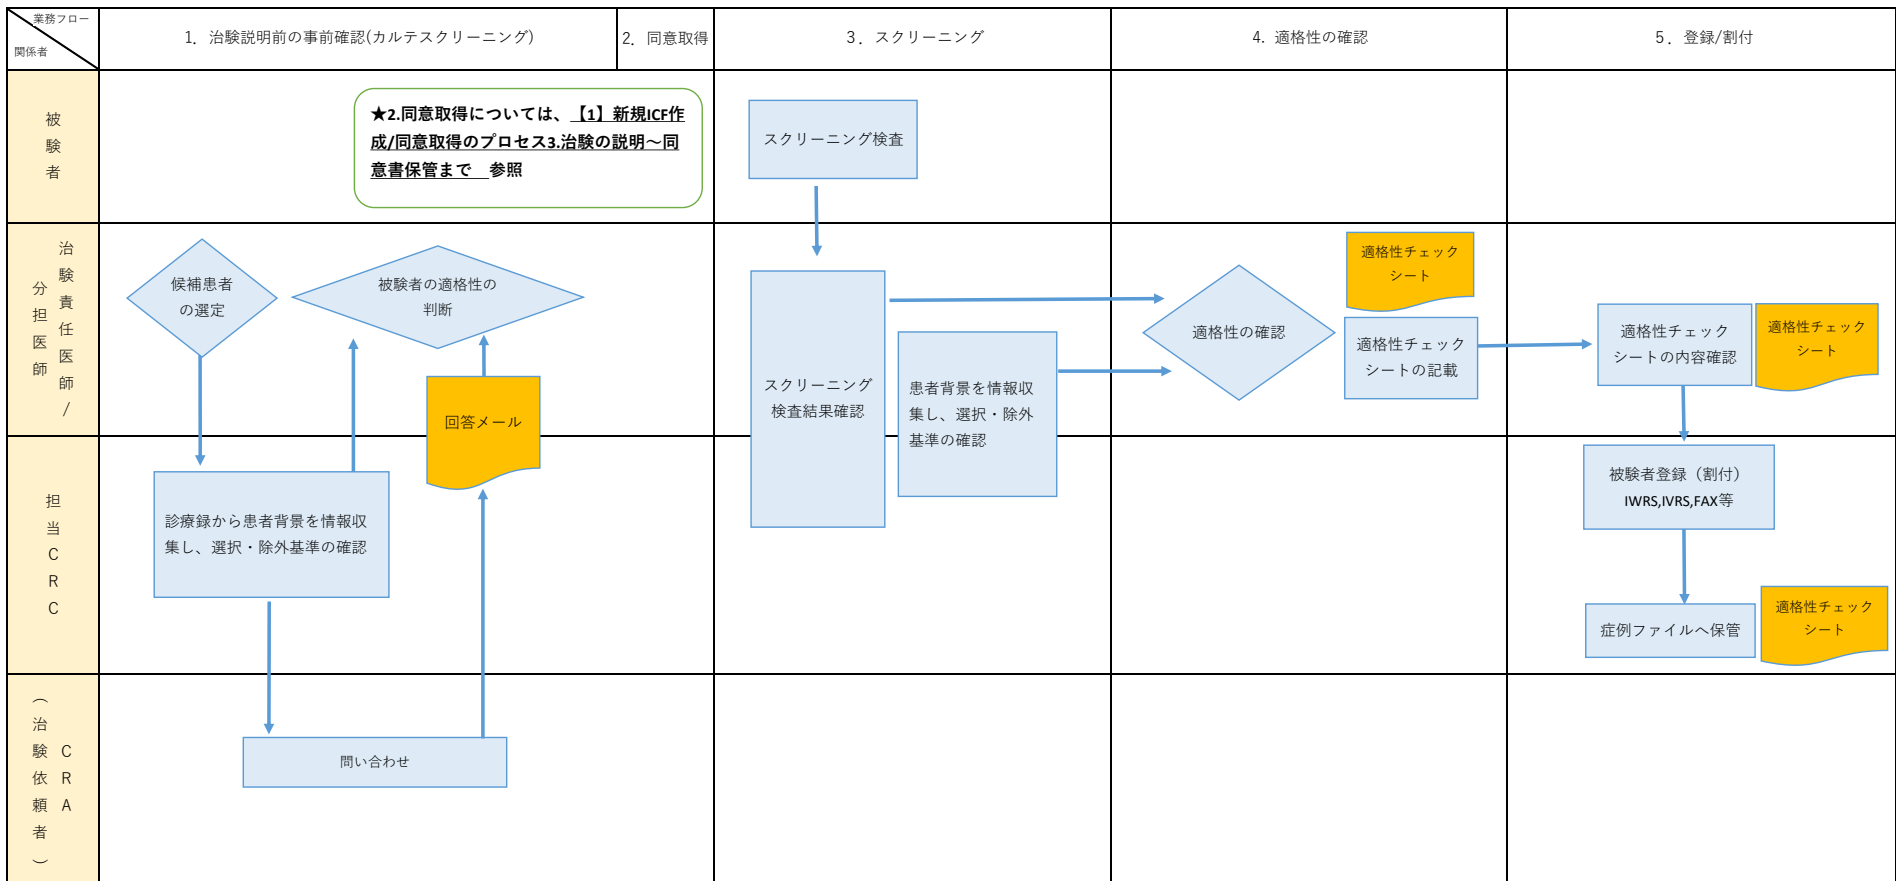 業務フロー
関係者
1. 治験説明前の事前確認(カルテスクリーニング)
2. 同意取得
3. スクリーニング
4. 適格性の確認
5. 登録/割付
被験者
★2.同意取得については、【1】新規ICF作
成/同意取得のプロセス3.治験の説明～同
意書保管まで 参照
スクリーニング検査
治験責任医師/
分担医師
候補患者
の選定
被験者の適格性の
判断
回答メール
スクリーニング
検査結果確認
患者背景を情報収
集し、選択・除外
基準の確認
適格性の確認
適格性チェック
シート
適格性チェック
シートの記載
適格性チェック
シートの内容確認
適格性チェック
シート
担当CRC
診療録から患者背景を情報収
集し、選択・除外基準の確認
被験者登録（割付）
IWRS,IVRS,FAX等
症例ファイルへ保管
適格性チェック
シート
CRA
（治験依頼者）
問い合わせ